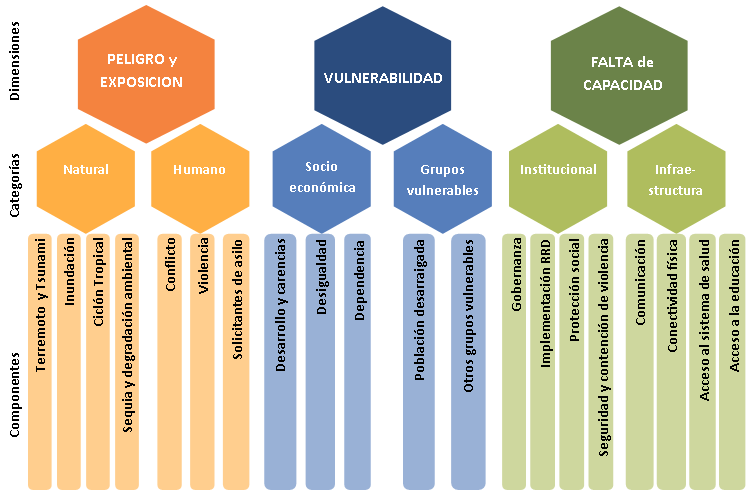 Dimensiones
PELIGRO y
EXPOSICION
VULNERABILIDAD
FALTA de
CAPACIDAD
Categorías
Natural
Humano
Socio
económica
Grupos
vulnerables
Institucional
Infrae-
structura
Componentes
Terremoto y Tsunami
Inundación
Ciclón Tropical
Sequia y degradación ambiental
Conflicto
Violencia
Solicitantes de asilo
Desarrollo y carencias
Desigualdad
Dependencia
Población desarraigada
Otros grupos vulnerables
Gobernanza
Implementación RRD
Protección social
Seguridad y contención de violencia
Comunicación
Conectividad física
Acceso al sistema de salud
Acceso a la educación